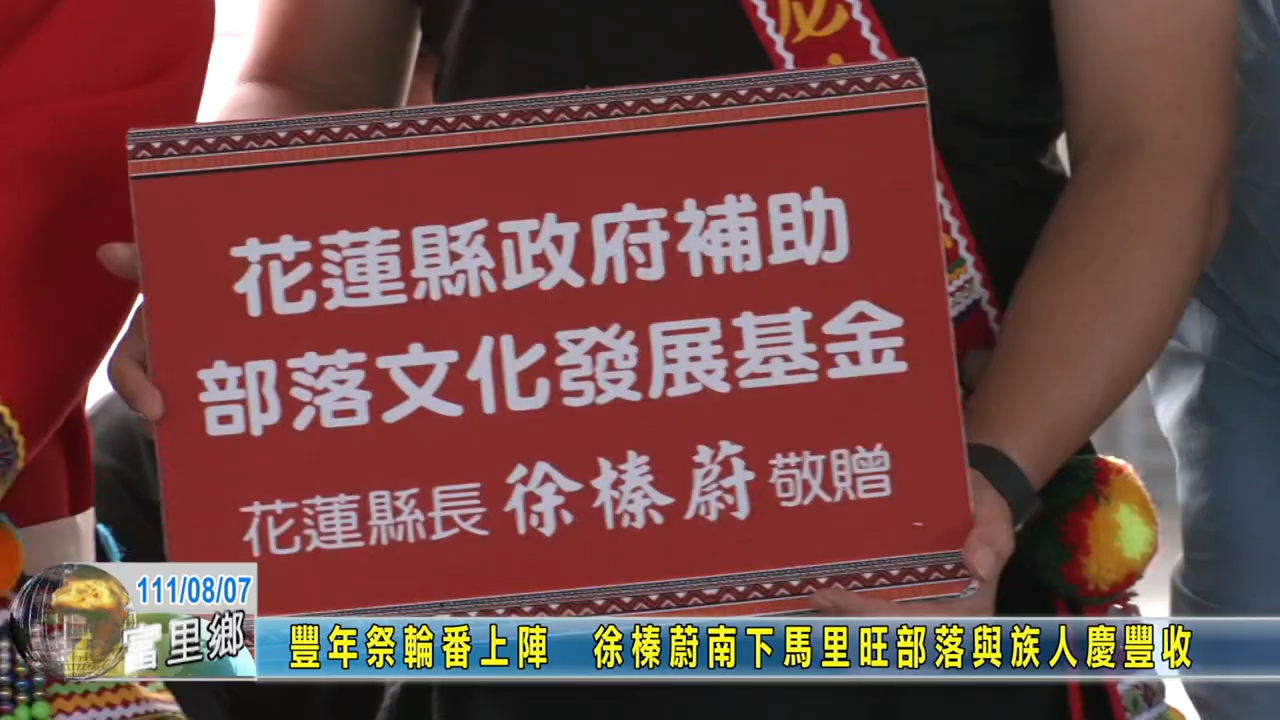 花蓮縣政府補助
部落文化發展基金
花蓮縣長 徐榛蔚 敬贈
111/08/07
富里鄉
豐年祭輪番上陣 徐榛蔚南下馬里旺部落與族人慶豐收